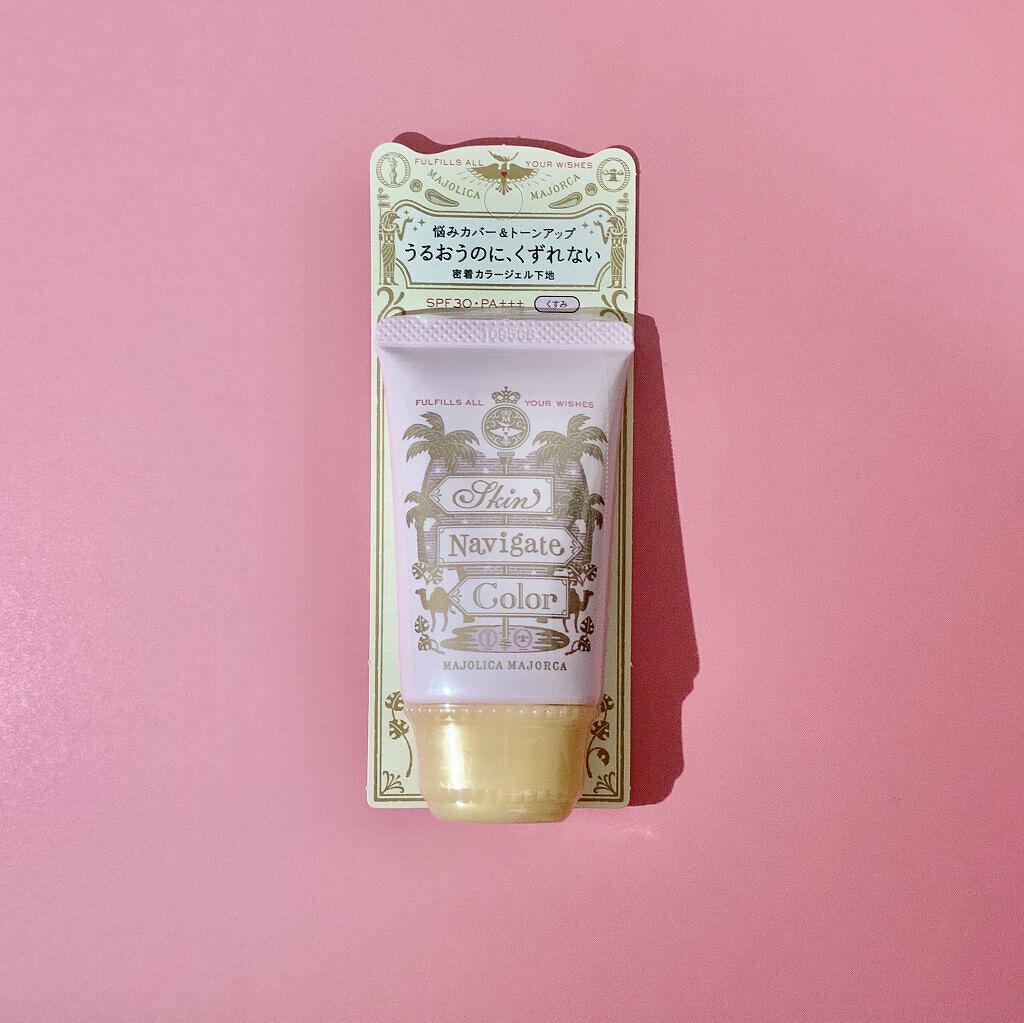 FULFILLS ALL YOUR WISHES
MAJOLICA MAJORCA
悩みカバー&トーンアップ
うるおうのに、くずれない
密着カラージェル下地
SPF30・PA+++ くすみ
FULFILLS ALL YOUR WISHES
M
Skin
Navigate
Color
MAJOLICA MAJORCA